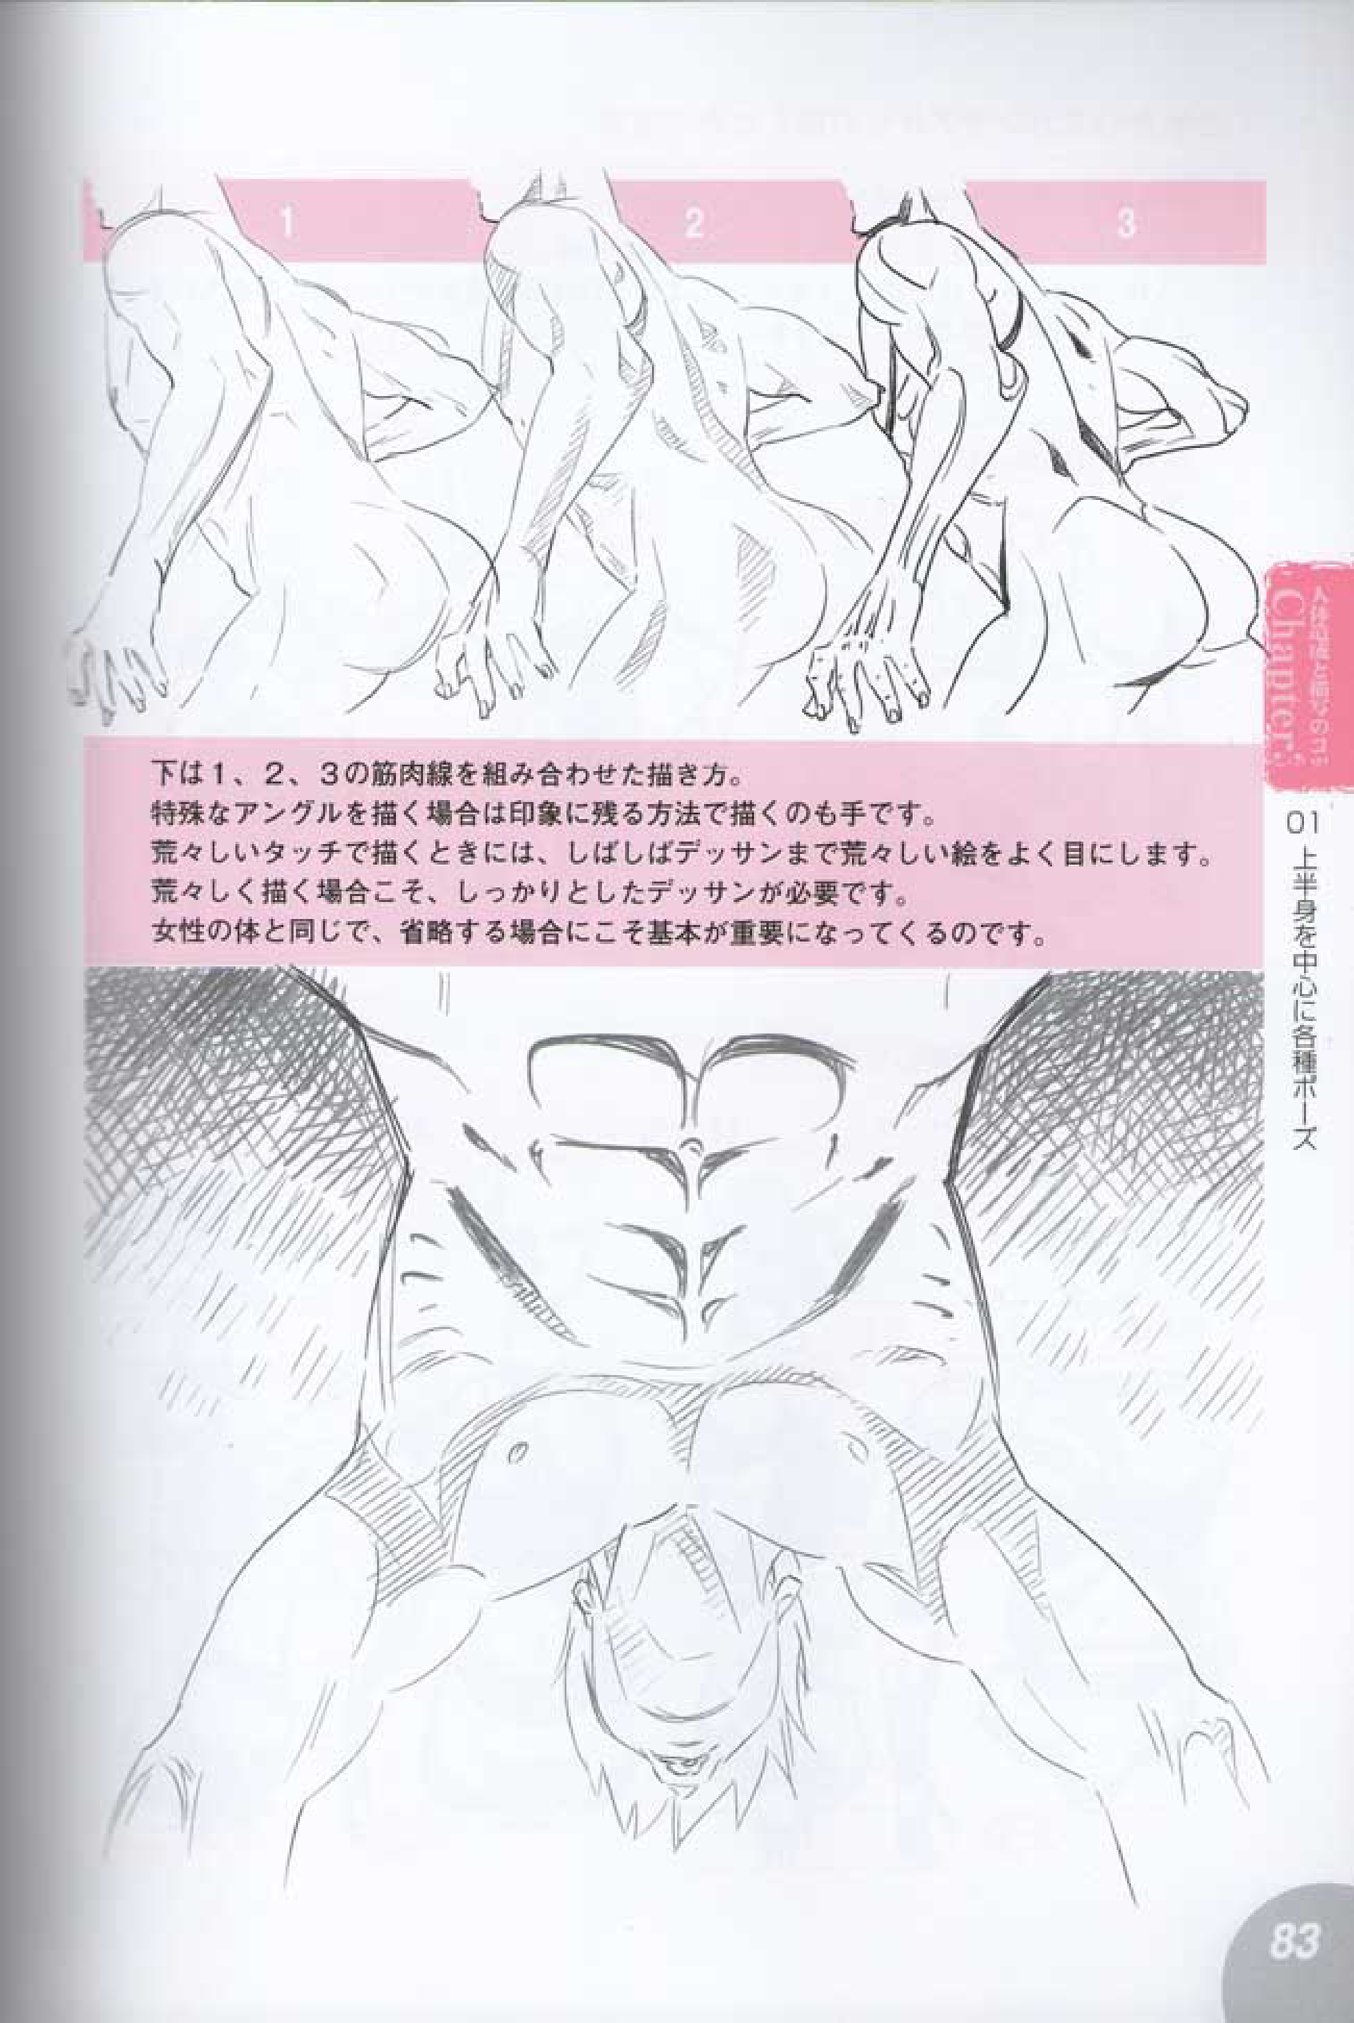 1
2
3
下は1、2、3の筋肉線を組み合わせた描き方。
特殊なアングルを描く場合は印象に残る方法で描くのも手です。
荒々しいタッチで描くときには、しばしばデッサンまで荒々しい絵をよく目にします。
荒々しく描く場合こそ、しっかりとしたデッサンが必要です。
女性の体と同じで、省略する場合にこそ基本が重要になってくるのです。
Chapter
01 上半身を中心に各種ポーズ
83